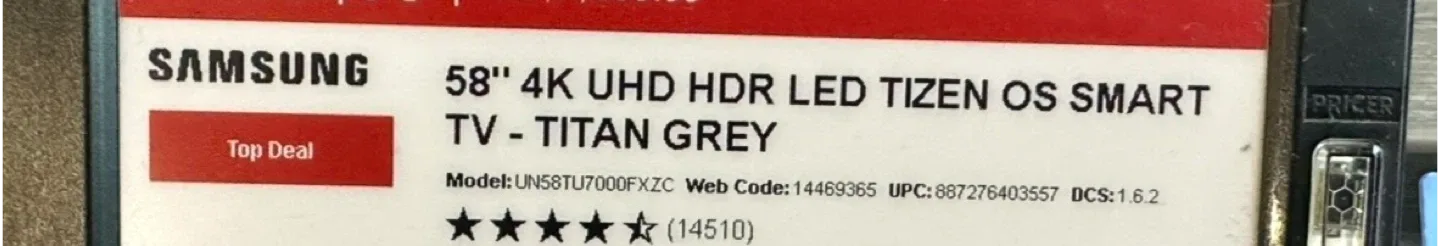 SAMSUNG
Top Deal
58" 4K UHD HDR LED TIZEN OS SMART
TV - TITAN GREY
Model: UN58TU7000FXZC Web Code: 14469365 UPC: 887276403557 DCS: 1.6.2
(14510)
PRICER